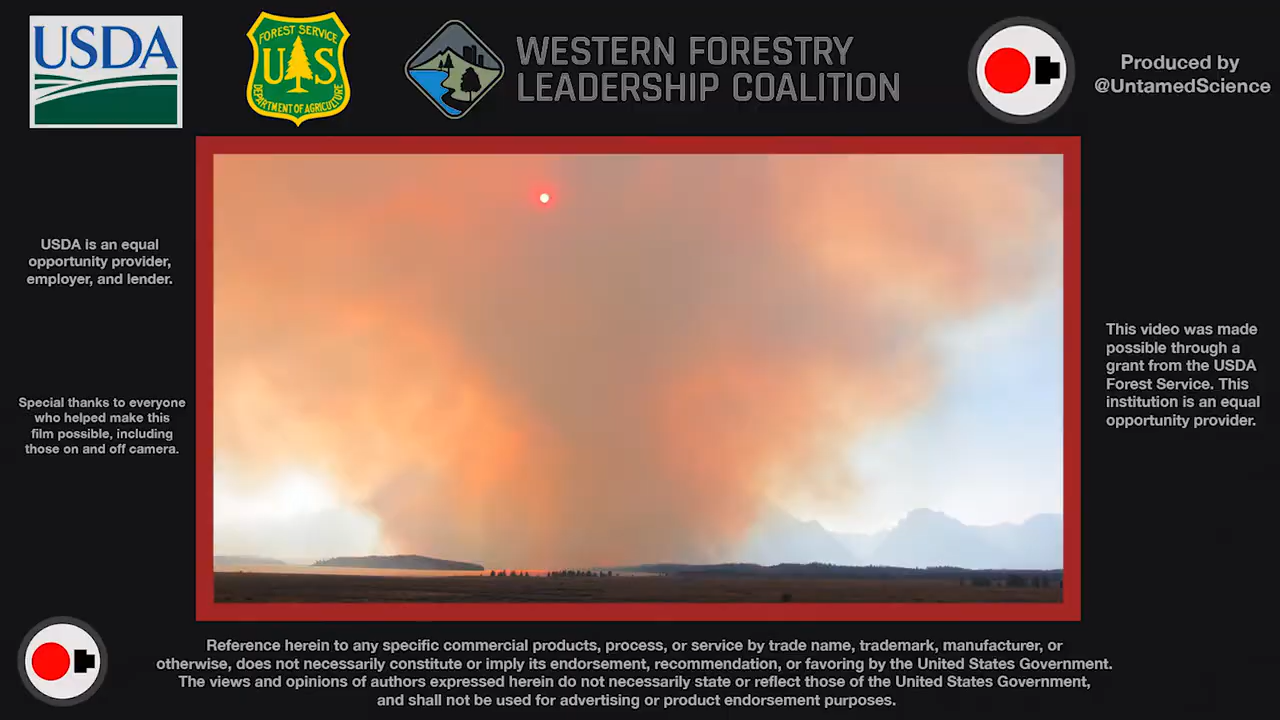 USDA
FOREST SERVICE
U S
DEPARTMENT OF AGRICULTURE
WESTERN FORESTRY
LEADERSHIP COALITION
Produced by
@UntamedScience
USDA is an equal
opportunity provider,
employer, and lender.
Special thanks to everyone
who helped make this
film possible, including
those on and off camera.
This video was made
possible through a
grant from the USDA
Forest Service. This
institution is an equal
opportunity provider.
Reference herein to any specific commercial products, process, or service by trade name, trademark, manufacturer, or
otherwise, does not necessarily constitute or imply its endorsement, recommendation, or favoring by the United States Government.
The views and opinions of authors expressed herein do not necessarily state or reflect those of the United States Government,
and shall not be used for advertising or product endorsement purposes.